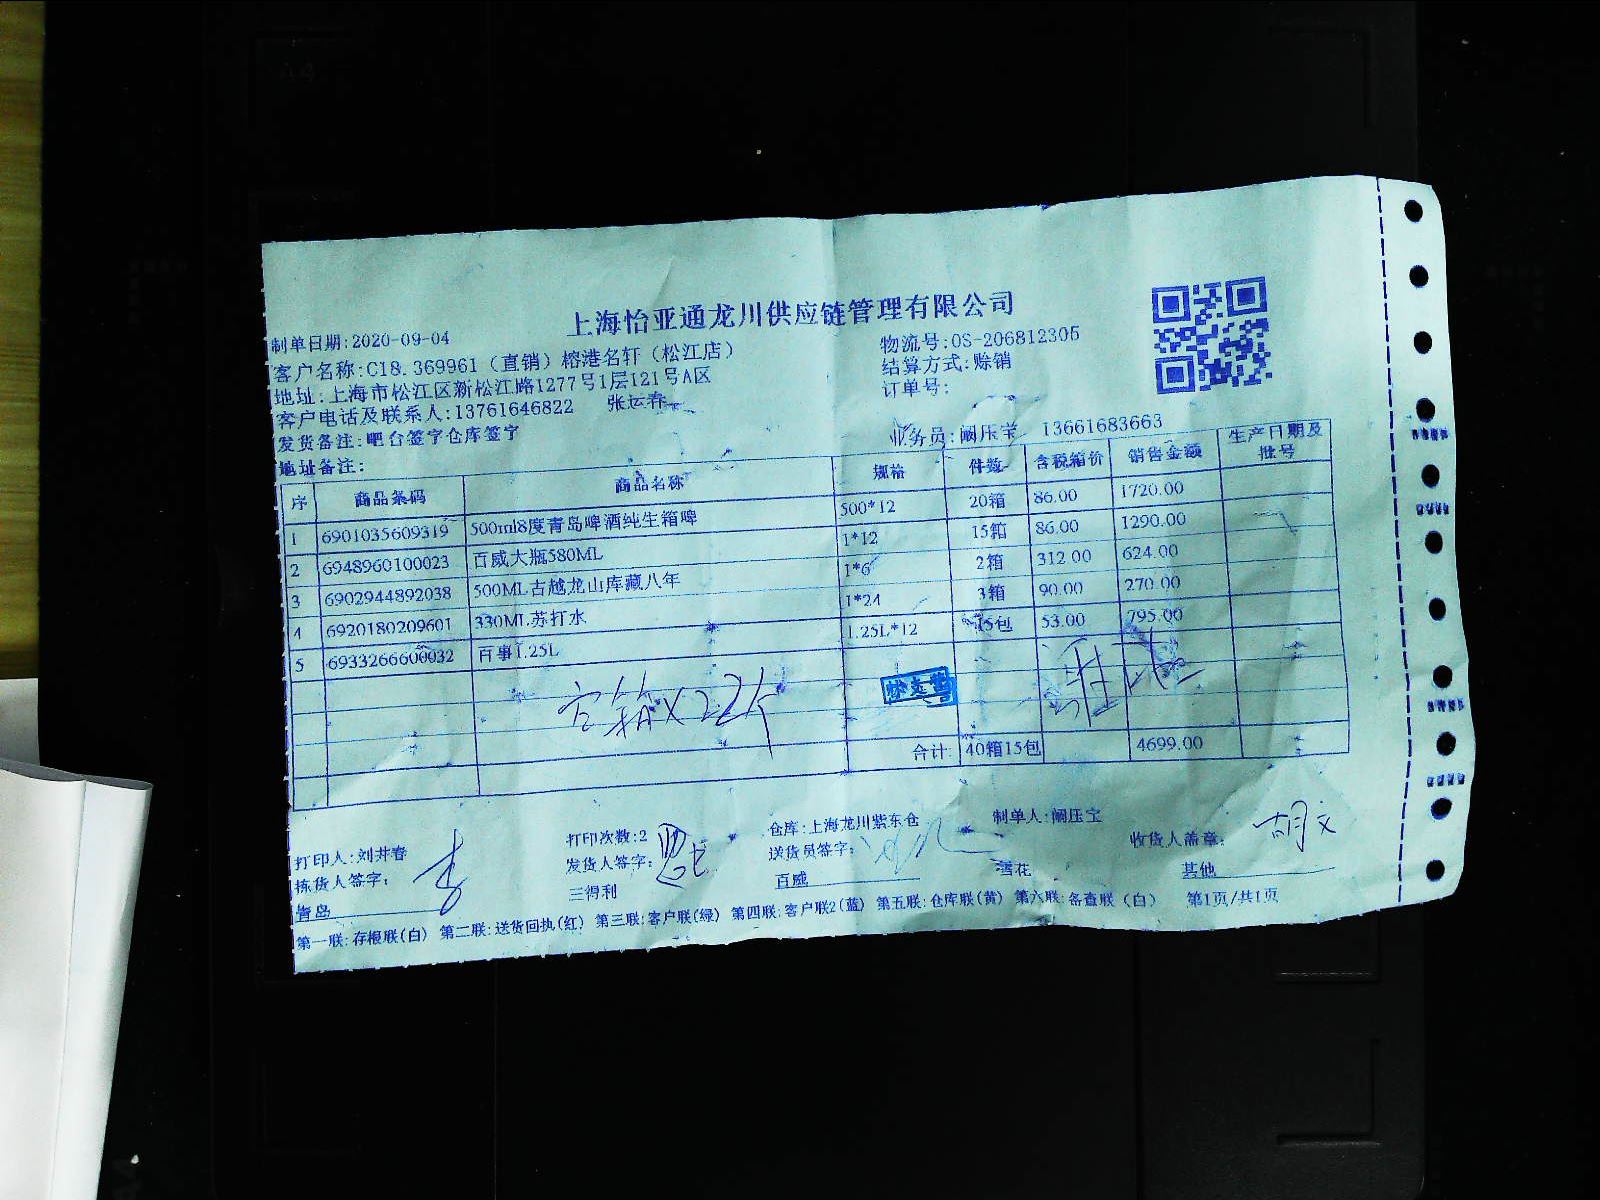 上海怡亚通龙川供应链管理有限公司
制单日期:2020-09-04
物流号:OS-206812305
客户名称:C18.369961（直销）榕港名轩（松江店）
结算方式:赊销
地址:上海市松江区新松江路1277号1层121号A区
订单号:
客户电话及联系人:13761646822 张运春
发货备注:吧台签字仓库签字
业务员:阚压宝 13661683663
地址备注:
序 商品条码 商品名称 规格 件数 含税箱价 销售金额 生产日期及批号
1 6901035609319 500ml8度青岛啤酒纯生箱啤 500*12 20箱 86.00 1720.00
2 6948960100023 百威大瓶580ML 1*12 15箱 86.00 1290.00
3 6902944892038 500ML古越龙山库藏八年 1*6 2箱 312.00 624.00
4 6920180209601 330ML苏打水 1*24 3箱 90.00 270.00
5 6933266600032 百事1.25L 1.25L*12 15包 53.00 795.00
空箱×22个
合计: 40箱15包 4699.00
打印人:刘井春 打印次数:2 仓库:上海龙川紫东仓 制单人:阚压宝 收货人盖章: 胡文
拣货人签字: 发货人签字: 送货员签字:
青岛 三得利 百威 雪花 其他
第一联:存根联(白) 第二联:送货回执(红) 第三联:客户联(绿) 第四联:客户联2(蓝) 第五联:仓库联(黄) 第六联:备查联（白） 第1页/共1页